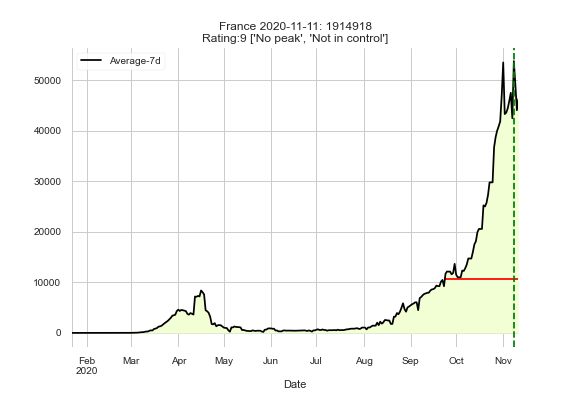 France 2020-11-11: 1914918
Rating:9 ['No peak', 'Not in control']
Average-7d
50000
40000
30000
20000
10000
0
Feb Mar Apr May Jun Jul Aug Sep Oct Nov
2020
Date